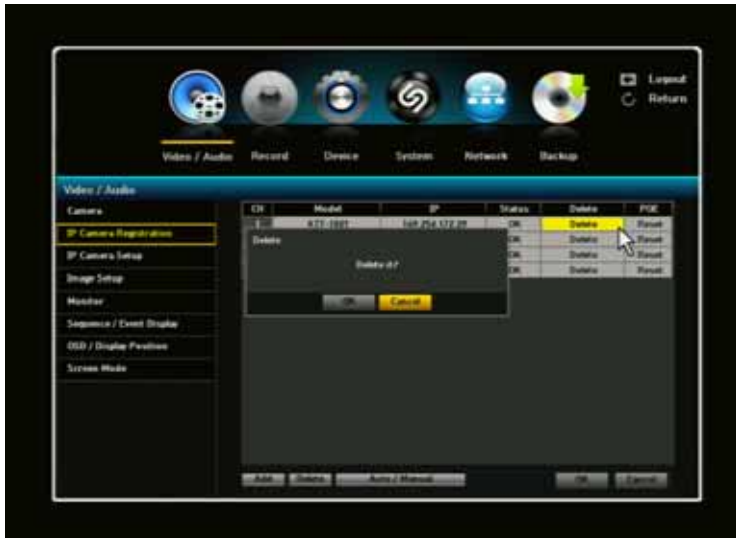 Logout
Return
Video / Audio Record Device System Network Backup
Video / Audio
Camera
IP Camera Registration
IP Camera Setup
Image Setup
Monitor
Sequence / Event Display
OSD / Display Position
Screen Mode
CH Model IP Status Delete POE
OK Delete Reset
OK Delete Reset
OK Delete Reset
OK Delete Reset
Delete
Delete it?
OK Cancel
Add Delete Auto / Manual OK Cancel